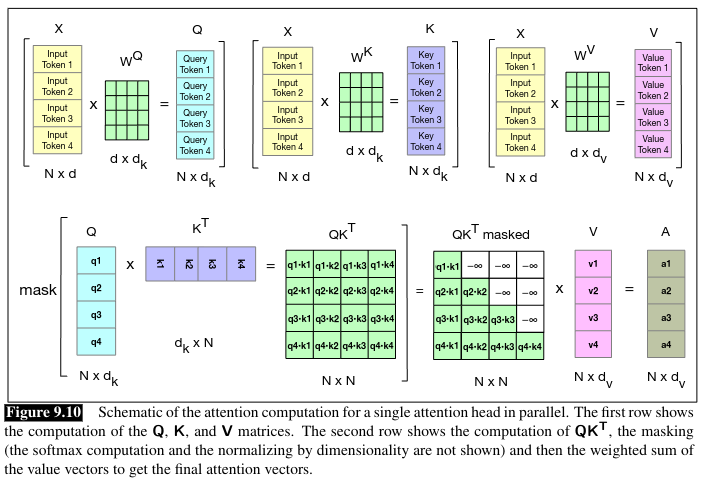 X
W^Q
Q
X
W^K
K
X
W^V
V
Input Token 1
Input Token 2
Input Token 3
Input Token 4
x
=
Query Token 1
Query Token 2
Query Token 3
Query Token 4
Input Token 1
Input Token 2
Input Token 3
Input Token 4
x
=
Key Token 1
Key Token 2
Key Token 3
Key Token 4
Input Token 1
Input Token 2
Input Token 3
Input Token 4
x
=
Value Token 1
Value Token 2
Value Token 3
Value Token 4
N x d
d x d_k
N x d_k
N x d
d x d_k
N x d_k
N x d
d x d_v
N x d_v
Q
K^T
QK^T
QK^T masked
V
A
mask
q1
q2
q3
q4
x
k1 k2 k3 k4
=
q1•k1 q1•k2 q1•k3 q1•k4
q2•k1 q2•k2 q2•k3 q2•k4
q3•k1 q3•k2 q3•k3 q3•k4
q4•k1 q4•k2 q4•k3 q4•k4
=
q1•k1 −∞ −∞ −∞
q2•k1 q2•k2 −∞ −∞
q3•k1 q3•k2 q3•k3 −∞
q4•k1 q4•k2 q4•k3 q4•k4
x
v1
v2
v3
v4
=
a1
a2
a3
a4
N x d_k
d_k x N
N x N
N x N
N x d_v
N x d_v
Figure 9.10 Schematic of the attention computation for a single attention head in parallel. The first row shows
the computation of the Q, K, and V matrices. The second row shows the computation of QK^T, the masking
(the softmax computation and the normalizing by dimensionality are not shown) and then the weighted sum of
the value vectors to get the final attention vectors.